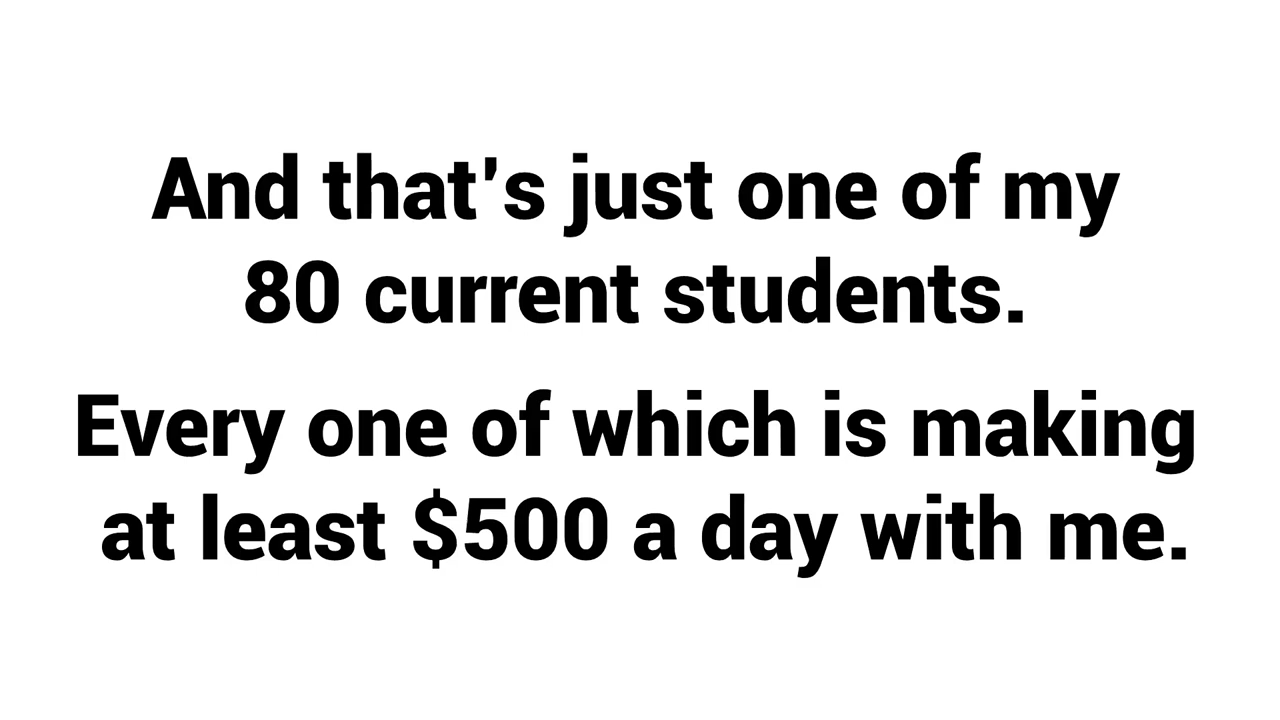 And that's just one of my
80 current students.
Every one of which is making
at least $500 a day with me.